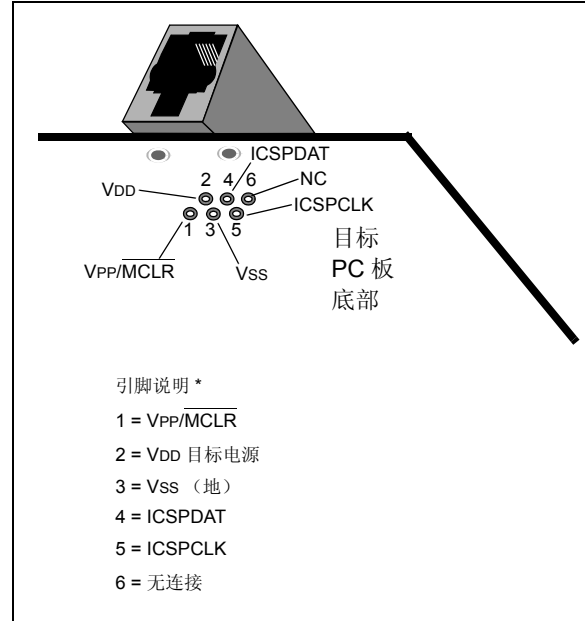 ICSPDAT
2 4 6 NC
VDD
ICSPCLK
1 3 5
VPP/MCLR
VSS
目标
PC 板
底部
引脚说明 *
1 = VPP/MCLR
2 = VDD 目标电源
3 = VSS （地）
4 = ICSPDAT
5 = ICSPCLK
6 = 无连接